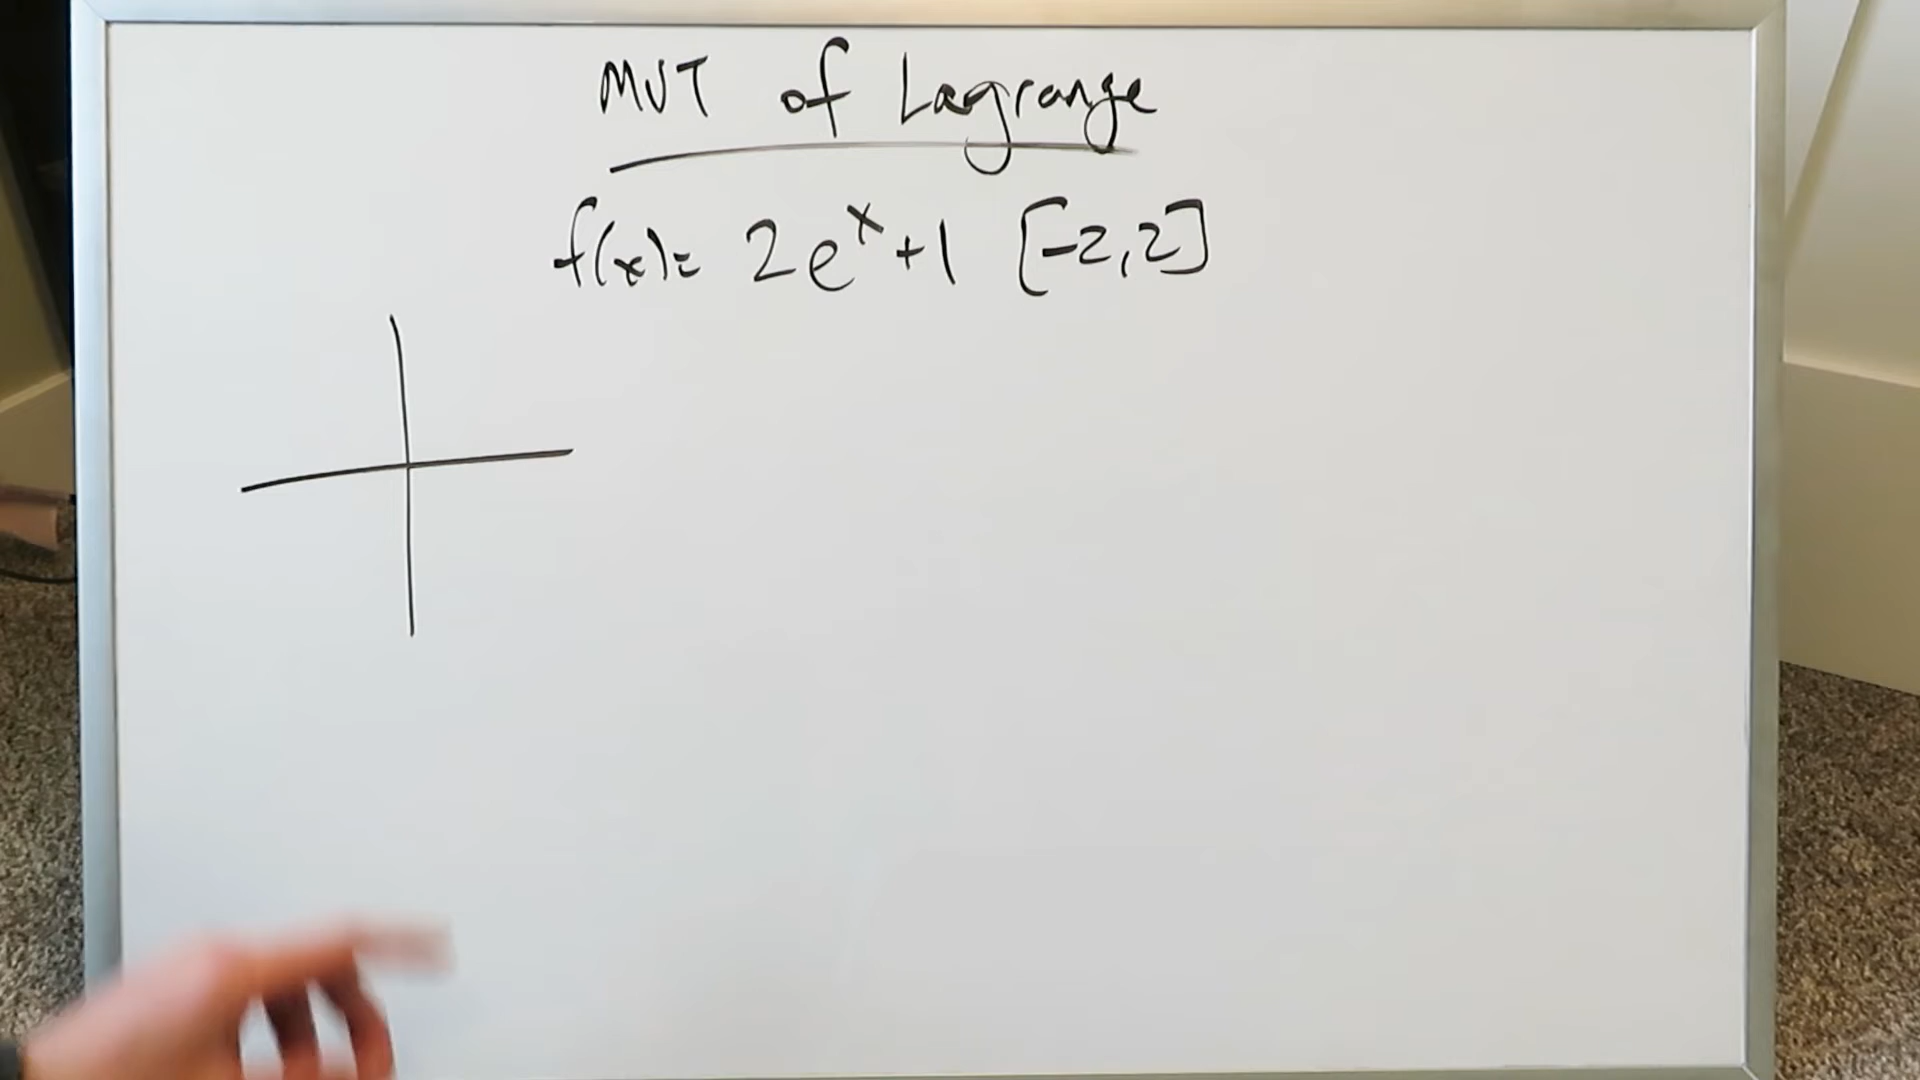 MVT of Lagrange
f(x)= 2e^x+1 [-2,2]